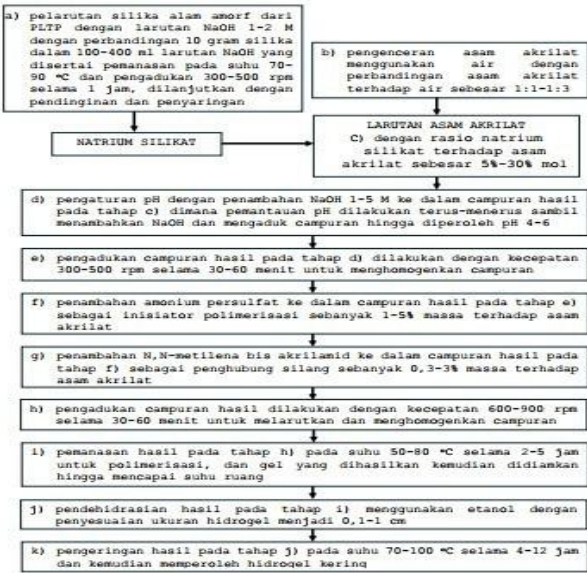 a) pelarutan silika alam amorf dari
PLTP dengan larutan NaOH 1-2 M
dengan perbandingan 10 gram silika
dalam 100-400 ml larutan NaOH yang
disertai pemanasan pada suhu 70-
90 °C dan pengadukan 300-500 rpm
selama 1 jam, dilanjutkan dengan
pendinginan dan penyaringan
b) pengenceran asam akrilat
menggunakan air dengan
perbandingan asam akrilat
terhadap air sebesar 1:1-1:3
NATRIUM SILIKAT
LARUTAN ASAM AKRILAT
C) dengan rasio natrium
silikat terhadap asam
akrilat sebesar 5%-30% mol
d) pengaturan pH dengan penambahan NaOH 1-5 M ke dalam campuran hasil
pada tahap c) dimana pemantauan pH dilakukan terus-menerus sambil
menambahkan NaOH dan mengaduk campuran hingga diperoleh pH 4-6
e) pengadukan campuran hasil pada tahap d) dilakukan dengan kecepatan
300-500 rpm selama 30-60 menit untuk menghomogenkan campuran
f) penambahan amonium persulfat ke dalam campuran hasil pada tahap e)
sebagai inisiator polimerisasi sebanyak 1-5% massa terhadap asam
akrilat
g) penambahan N,N-metilena bis akrilamid ke dalam campuran hasil pada
tahap f) sebagai penghubung silang sebanyak 0,3-3% massa terhadap
asam akrilat
h) pengadukan campuran hasil dilakukan dengan kecepatan 600-900 rpm
selama 30-60 menit untuk melarutkan dan menghomogenkan campuran
i) pemanasan hasil pada tahap h) pada suhu 50-80 °C selama 2-5 jam
untuk polimerisasi, dan gel yang dihasilkan kemudian didiamkan
hingga mencapai suhu ruang
j) pendehidrasian hasil pada tahap i) menggunakan etanol dengan
penyesuaian ukuran hidrogel menjadi 0,1-1 cm
k) pengeringan hasil pada tahap j) pada suhu 70-100 °C selama 4-12 jam
dan kemudian memperoleh hidrogel kering